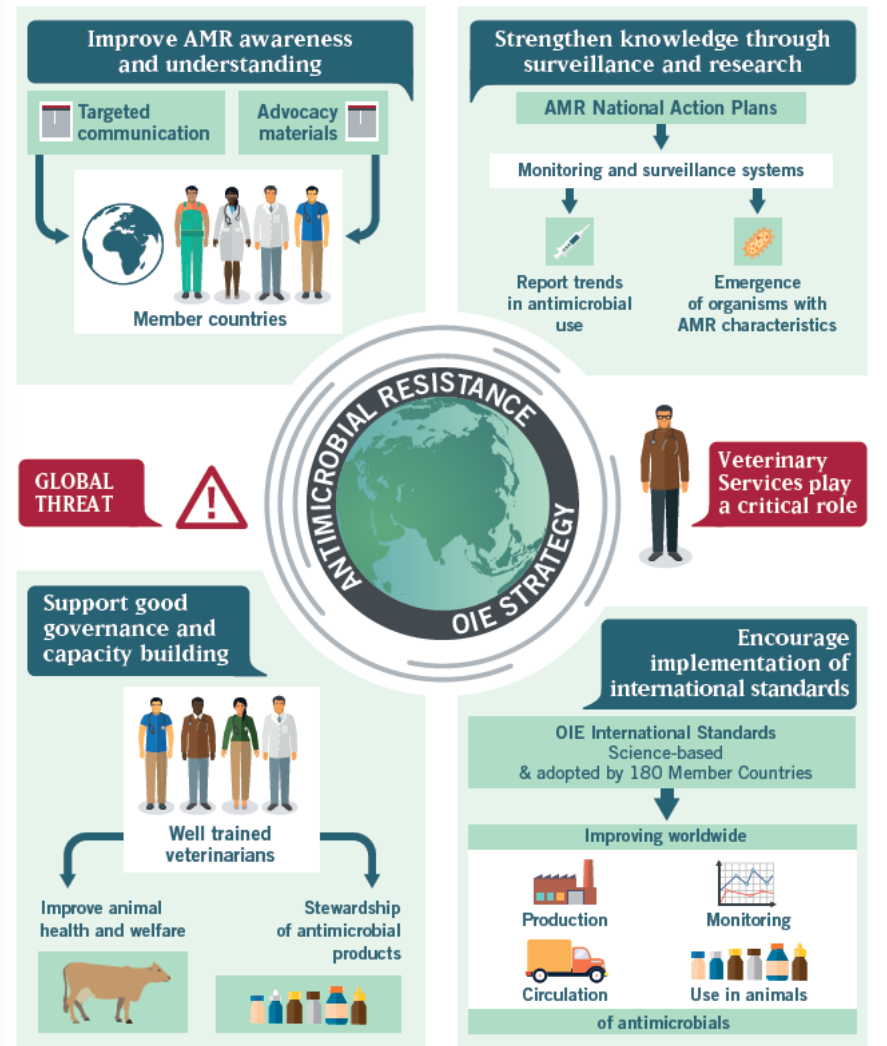 Improve AMR awareness
and understanding
Targeted
communication
Advocacy
materials
Member countries
Strengthen knowledge through
surveillance and research
AMR National Action Plans
Monitoring and surveillance systems
Report trends
in antimicrobial
use
Emergence
of organisms with
AMR characteristics
ANTIMICROBIAL RESISTANCE
OIE STRATEGY
GLOBAL
THREAT
!
Veterinary
Services play
a critical role
Support good
governance and
capacity building
Well trained
veterinarians
Improve animal
health and welfare
Stewardship
of antimicrobial
products
Encourage
implementation of
international standards
OIE International Standards
Science-based
& adopted by 180 Member Countries
Improving worldwide
Production
Monitoring
Circulation
Use in animals
of antimicrobials